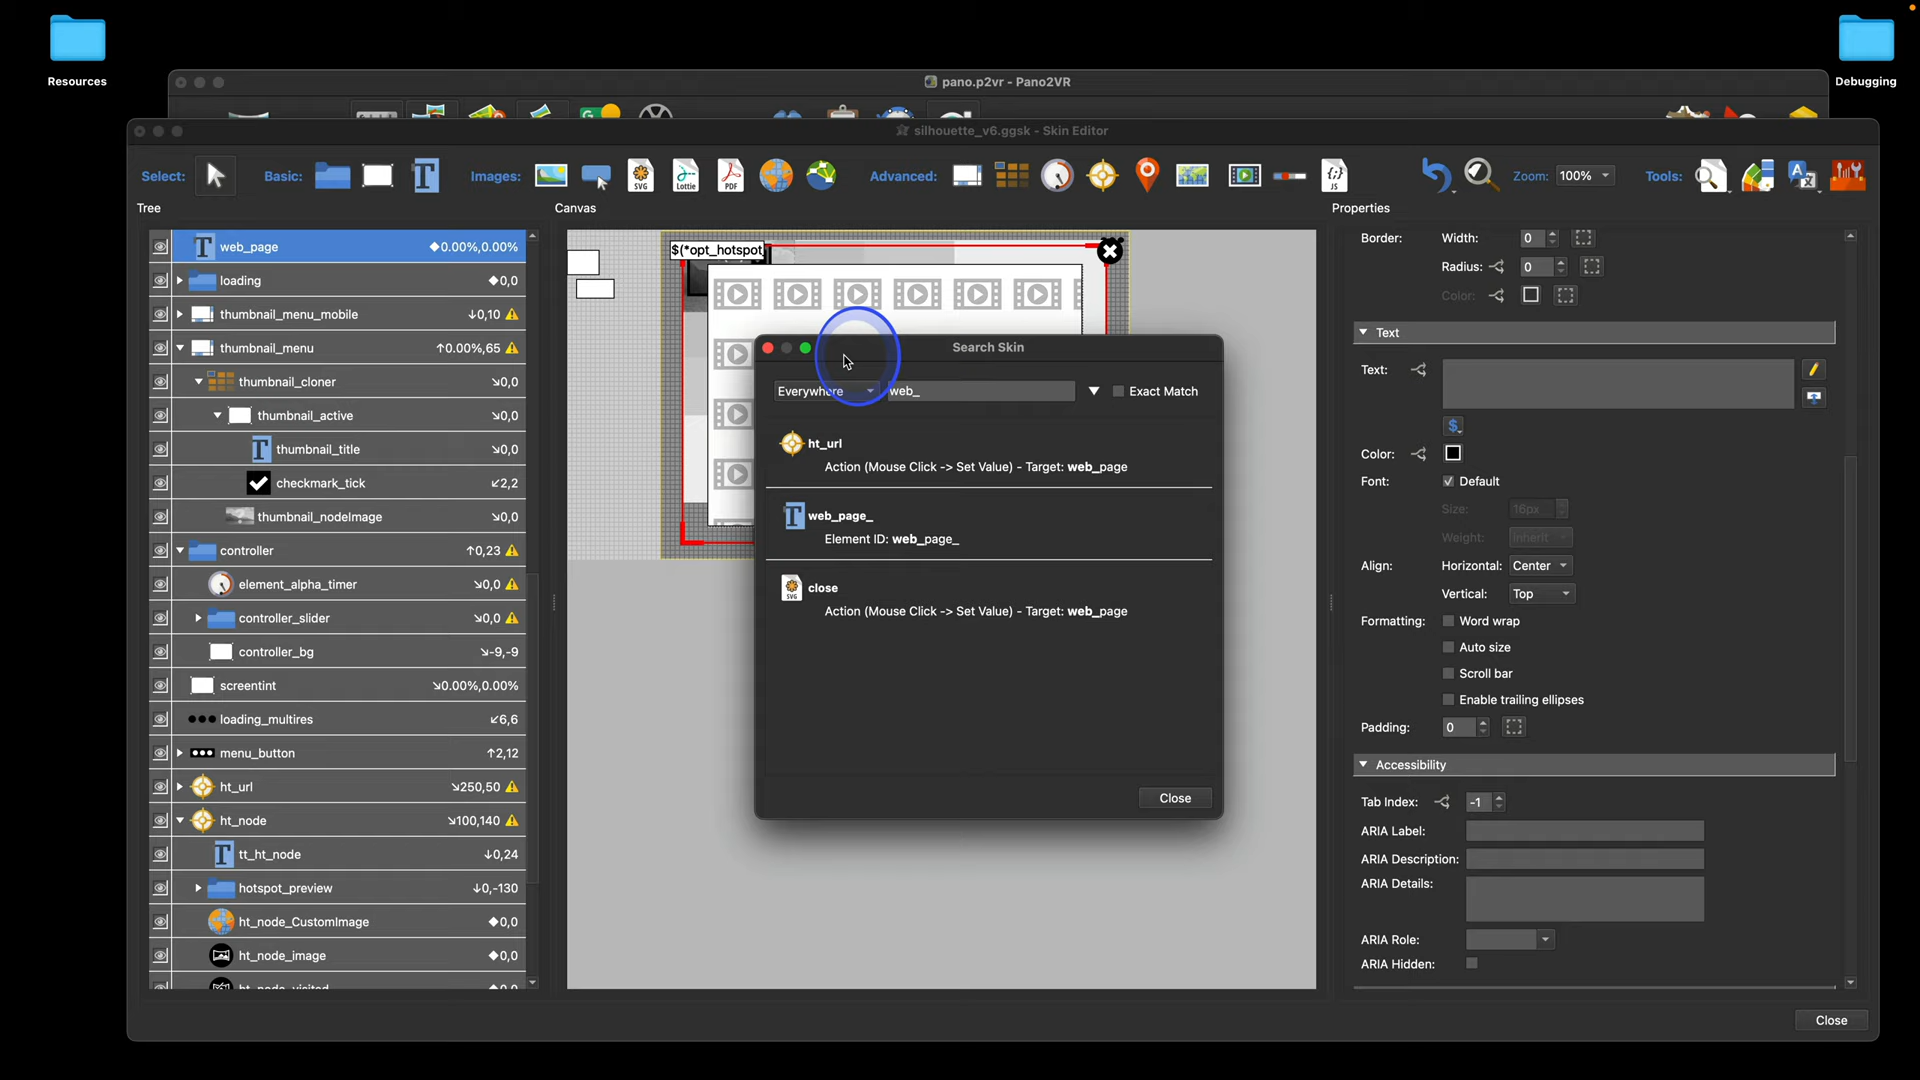 Resources
Debugging
pano.p2vr - Pano2VR
silhouette_v6.ggsk - Skin Editor
Select:
Basic:
Images:
SVG
Lottie
PDF
Advanced:
JS
Zoom:
100%
Tools:
Tree
Canvas
Properties
web_page
0.00%,0.00%
loading
0,0
thumbnail_menu_mobile
↓0,10
thumbnail_menu
↑0.00%,65
thumbnail_cloner
↘0,0
thumbnail_active
↘0,0
thumbnail_title
↘0,0
checkmark_tick
↙2,2
thumbnail_nodeImage
↘0,0
controller
↑0,23
element_alpha_timer
↘0,0
controller_slider
↘0,0
controller_bg
↘-9,-9
screentint
↘0.00%,0.00%
loading_multires
↙6,6
menu_button
↑2,12
ht_url
↘250,50
ht_node
↘100,140
tt_ht_node
↓0,24
hotspot_preview
↓0,-130
ht_node_CustomImage
0,0
ht_node_image
0,0
$(*opt_hotspot
Search Skin
Everywhere
web_
Exact Match
ht_url
Action (Mouse Click -> Set Value) - Target: web_page
web_page_
Element ID: web_page_
SVG
close
Action (Mouse Click -> Set Value) - Target: web_page
Close
Border:
Width:
0
Radius:
0
Color:
Text
Text:
$
Color:
Font:
Default
Size:
16px
Weight:
Inherit
Align:
Horizontal:
Center
Vertical:
Top
Formatting:
Word wrap
Auto size
Scroll bar
Enable trailing ellipses
Padding:
0
Accessibility
Tab Index:
-1
ARIA Label:
ARIA Description:
ARIA Details:
ARIA Role:
ARIA Hidden:
Close